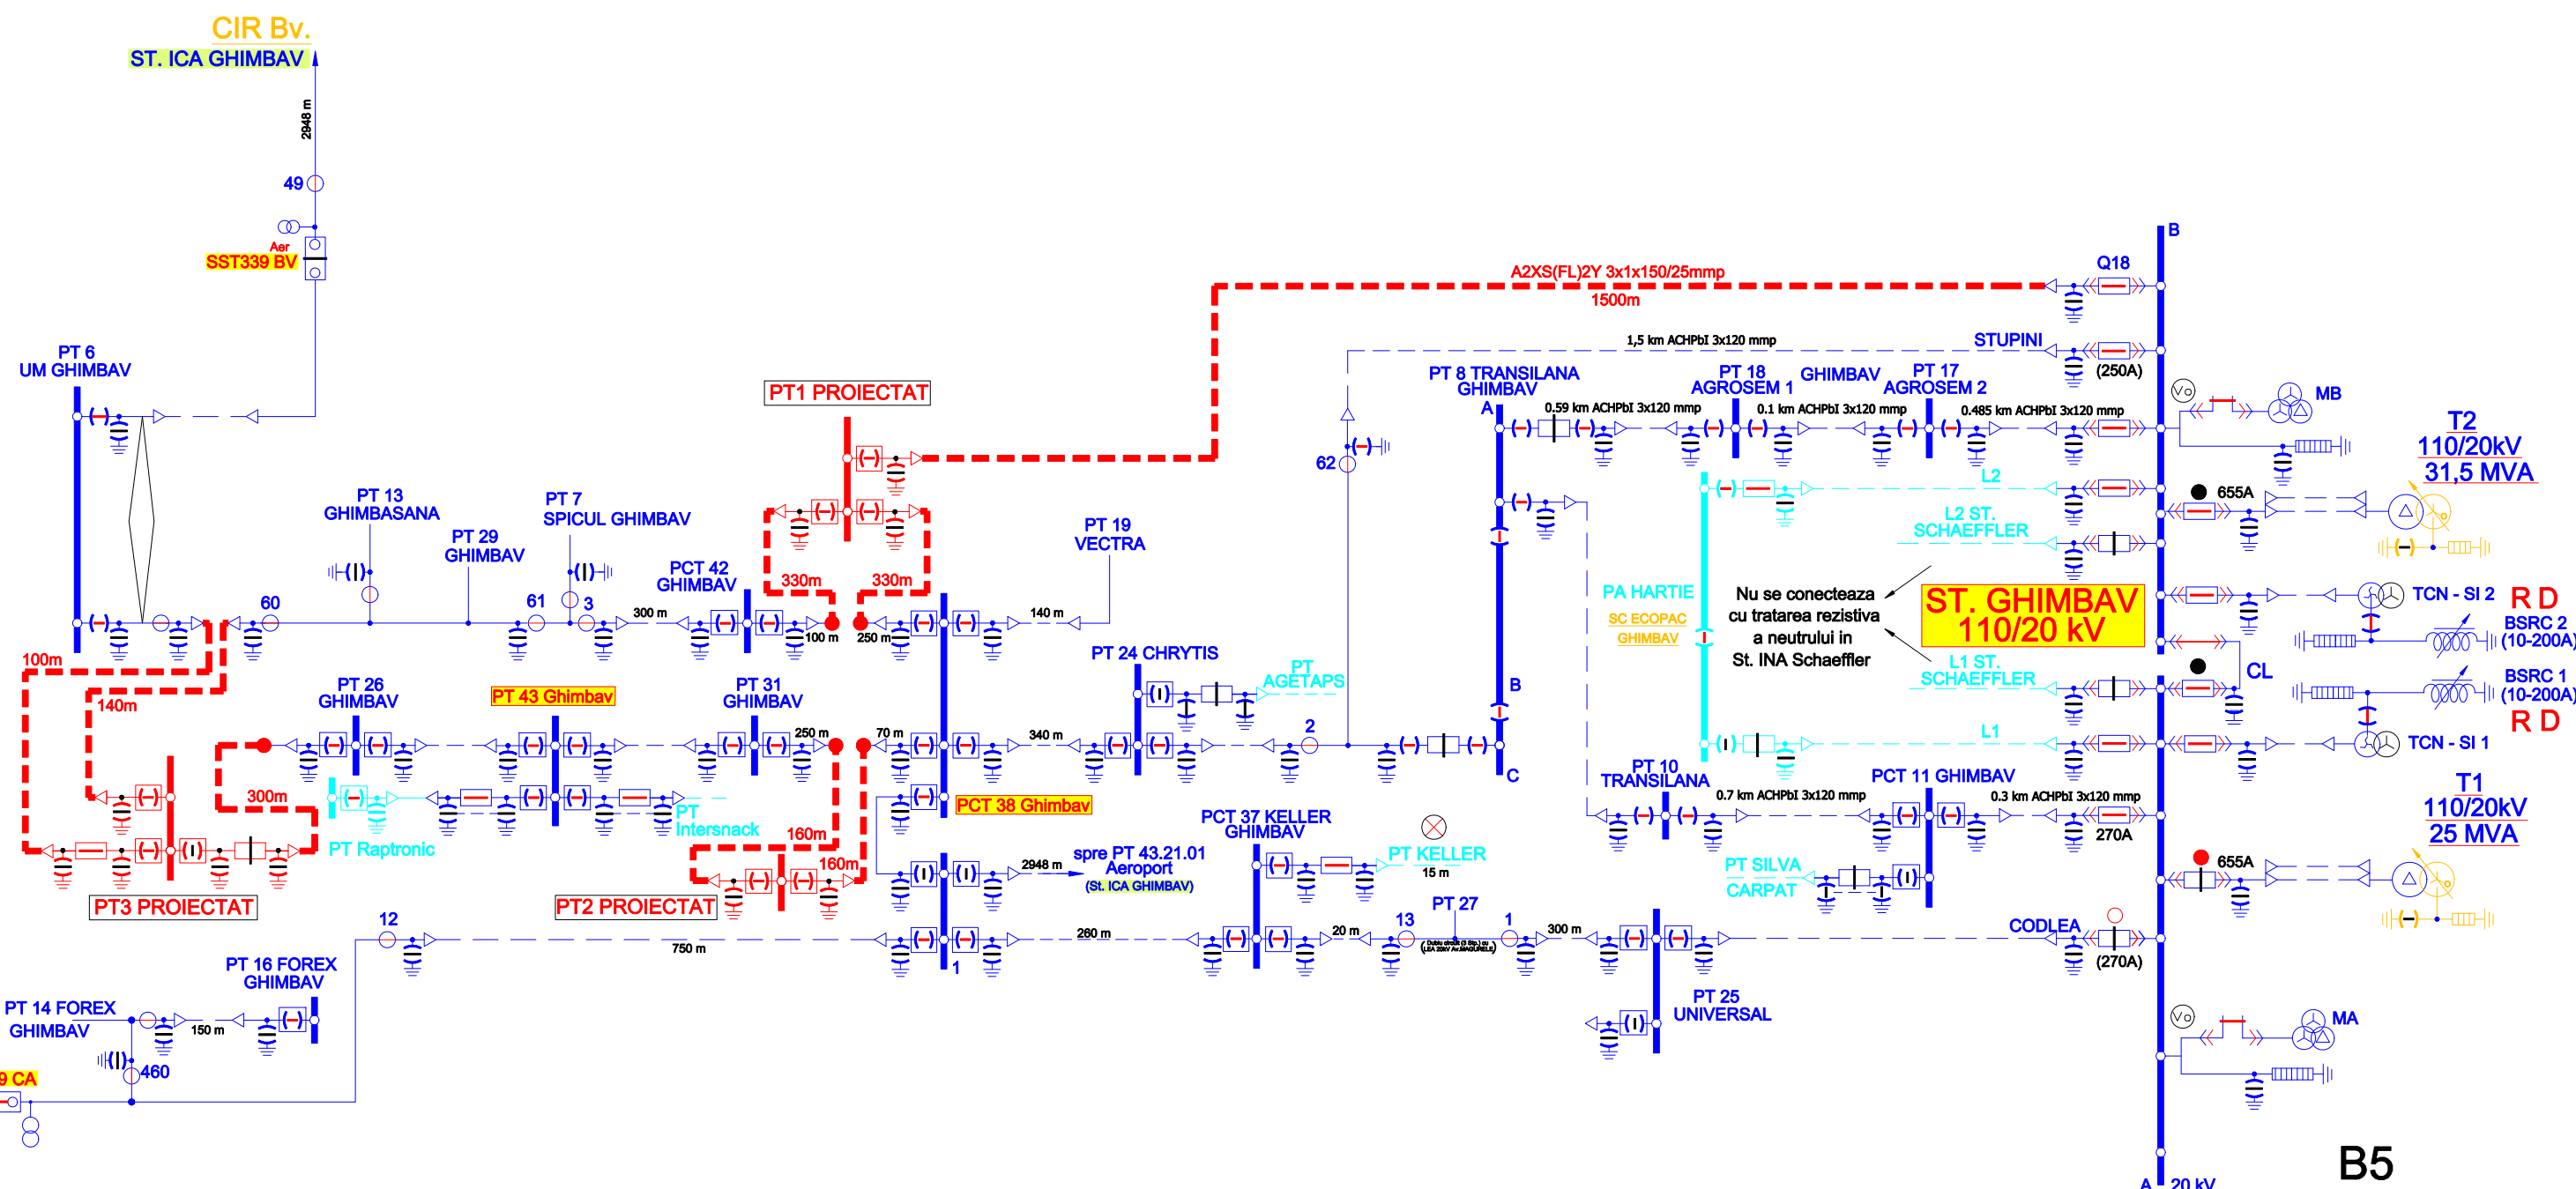 CIR Bv.
ST. ICA GHIMBAV
2948 m
49
Aer
SST339 BV
PT 6
UM GHIMBAV
PT 13
GHIMBASANA
PT 29
GHIMBAV
PT 7
SPICUL GHIMBAV
60
61
3
300 m
PCT 42
GHIMBAV
100 m
PT1 PROIECTAT
330m
330m
250 m
140 m
PT 19
VECTRA
A2XS(FL)2Y 3x1x150/25mmp
1500m
Q18
B
1,5 km ACHPbI 3x120 mmp
STUPINI
(250A)
PT 8 TRANSILANA
GHIMBAV
A
PT 18
AGROSEM 1
GHIMBAV
PT 17
AGROSEM 2
0.59 km ACHPbI 3x120 mmp
0.1 km ACHPbI 3x120 mmp
0.485 km ACHPbI 3x120 mmp
62
Vo
MB
T2
110/20kV
31,5 MVA
L2
655A
L2 ST.
SCHAEFFLER
PA HARTIE
SC ECOPAC
GHIMBAV
Nu se conecteaza
cu tratarea rezistiva
a neutrului in
St. INA Schaeffler
ST. GHIMBAV
110/20 kV
TCN - SI 2
R D
BSRC 2
(10-200A)
L1 ST.
SCHAEFFLER
CL
BSRC 1
(10-200A)
R D
L1
TCN - SI 1
100m
140m
PT 26
GHIMBAV
PT 43 Ghimbav
PT 31
GHIMBAV
250 m
70 m
340 m
PT 24 CHRYTIS
PT
AGETAPS
2
B
C
300m
PT Raptronic
PT
Intersnack
160m
160m
PCT 38 Ghimbav
PT3 PROIECTAT
PT2 PROIECTAT
spre PT 43.21.01
Aeroport
(St. ICA GHIMBAV)
2948 m
PCT 37 KELLER
GHIMBAV
PT KELLER
15 m
PT 10
TRANSILANA
0.7 km ACHPbI 3x120 mmp
PCT 11 GHIMBAV
0.3 km ACHPbI 3x120 mmp
270A
PT SILVA
CARPAT
T1
110/20kV
25 MVA
655A
12
750 m
1
260 m
20 m
13
PT 27
1
300 m
CODLEA
(270A)
PT 25
UNIVERSAL
PT 16 FOREX
GHIMBAV
PT 14 FOREX
GHIMBAV
150 m
460
9 CA
Vo
MA
B5
A
20 kV